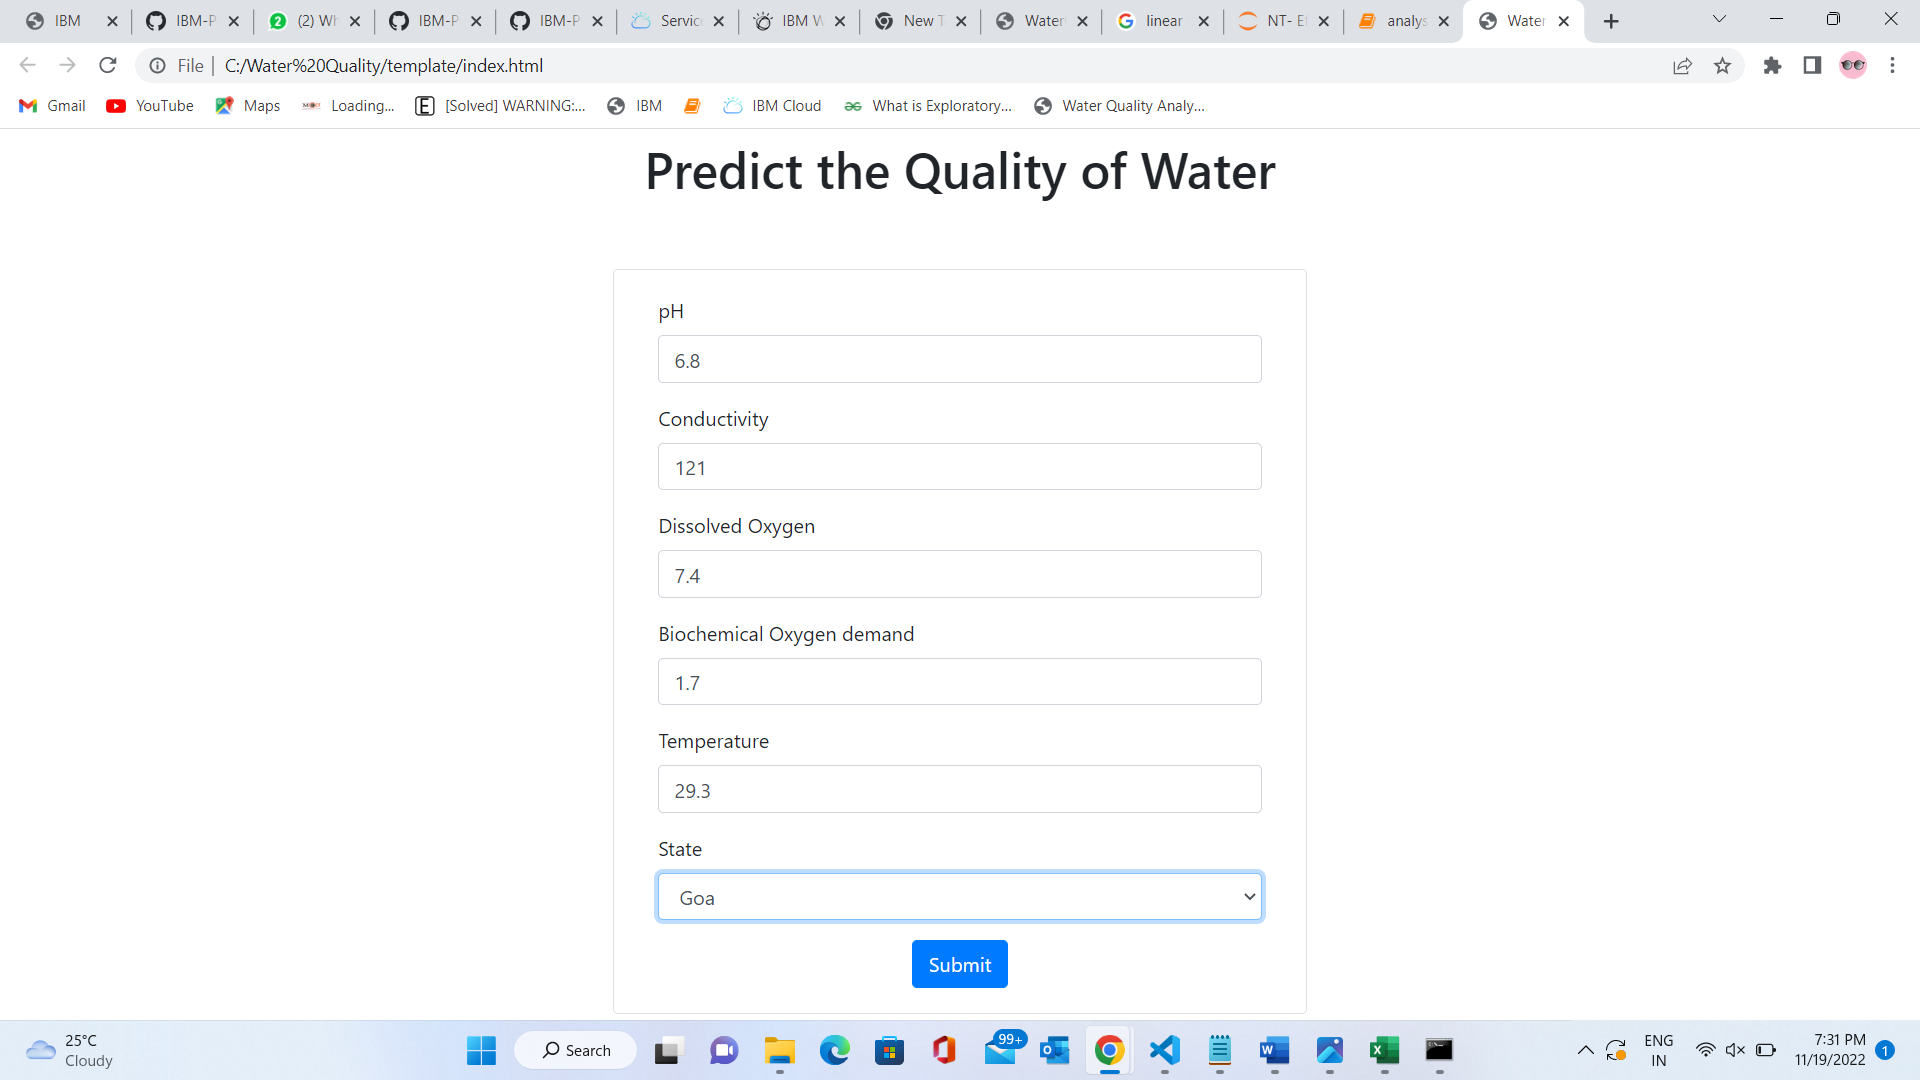 IBM
IBM-P
(2) Wh
IBM-P
IBM-P
Service
IBM W
New T
Water
linear
NT- Ef
analys
Water
File | C:/Water%20Quality/template/index.html
Gmail
YouTube
Maps
Loading...
[Solved] WARNING:...
IBM
IBM Cloud
What is Exploratory...
Water Quality Analy...
Predict the Quality of Water
pH
6.8
Conductivity
121
Dissolved Oxygen
7.4
Biochemical Oxygen demand
1.7
Temperature
29.3
State
Goa
Submit
25°C
Cloudy
Search
99+
ENG
IN
7:31 PM
11/19/2022
1